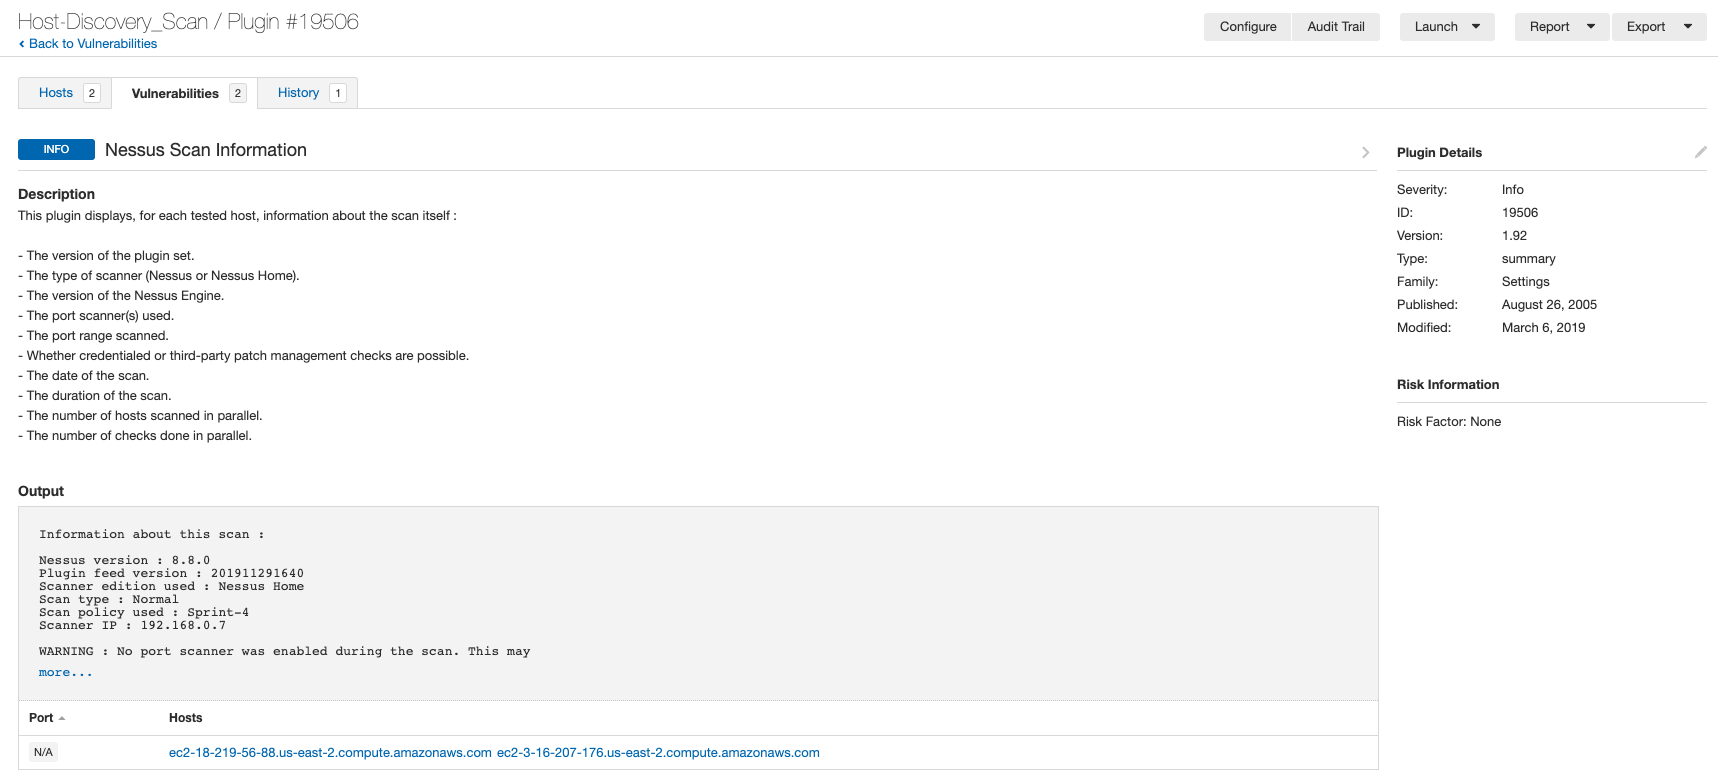 Host-Discovery_Scan / Plugin #19506
Back to Vulnerabilities
Configure
Audit Trail
Launch
Report
Export
Hosts 2
Vulnerabilities 2
History 1
INFO
Nessus Scan Information
Description
This plugin displays, for each tested host, information about the scan itself :
- The version of the plugin set.
- The type of scanner (Nessus or Nessus Home).
- The version of the Nessus Engine.
- The port scanner(s) used.
- The port range scanned.
- Whether credentialed or third-party patch management checks are possible.
- The date of the scan.
- The duration of the scan.
- The number of hosts scanned in parallel.
- The number of checks done in parallel.
Output
Information about this scan :
Nessus version : 8.8.0
Plugin feed version : 201911291640
Scanner edition used : Nessus Home
Scan type : Normal
Scan policy used : Sprint-4
Scanner IP : 192.168.0.7
WARNING : No port scanner was enabled during the scan. This may
more...
Port Hosts
N/A ec2-18-219-56-88.us-east-2.compute.amazonaws.com ec2-3-16-207-176.us-east-2.compute.amazonaws.com
Plugin Details
Severity: Info
ID: 19506
Version: 1.92
Type: summary
Family: Settings
Published: August 26, 2005
Modified: March 6, 2019
Risk Information
Risk Factor: None